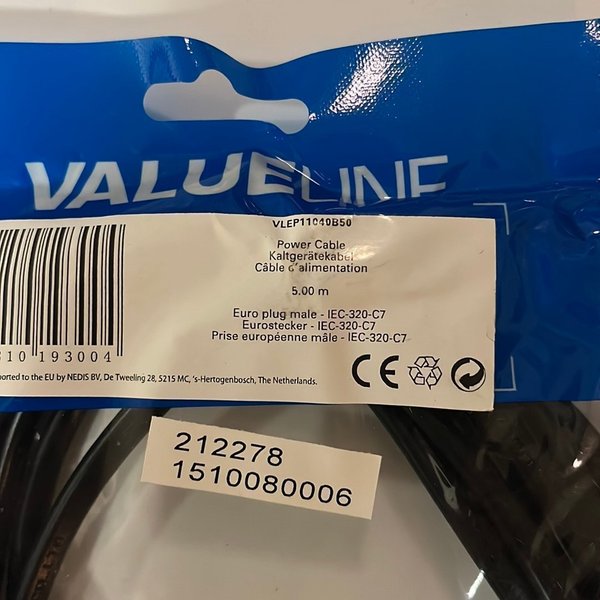 VALUELINE
VLEP11040B50
Power Cable
Kaltgerätekabel
Câble d'alimentation
5.00 m
Euro plug male - IEC-320-C7
Eurostecker - IEC-320-C7
Prise européenne mâle - IEC-320-C7
193004
to the EU by NEDIS BV, De Tweeling 28, 5215 MC, 's-Hertogenbosch, The Netherlands.
CE
212278
1510080006